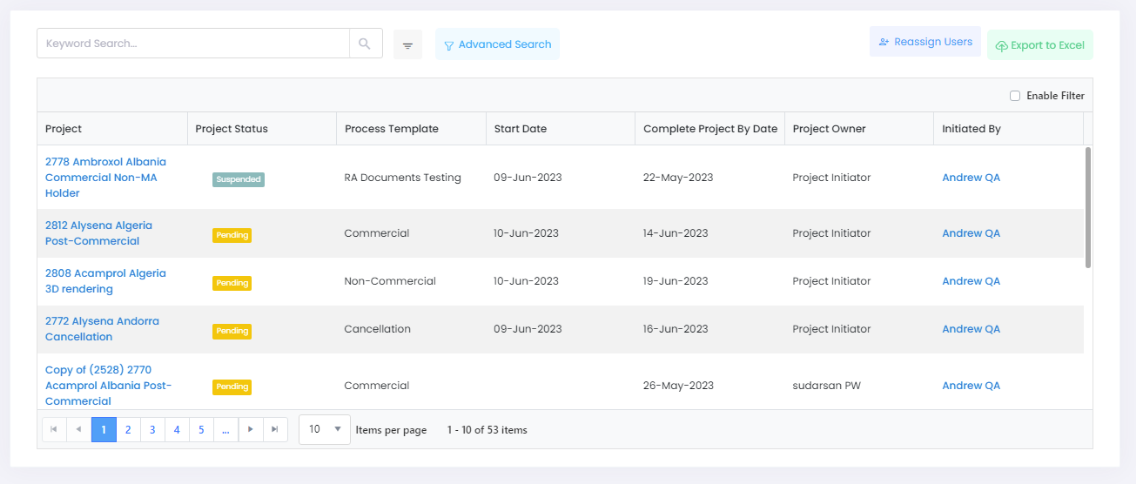 Keyword Search...
Advanced Search
Reassign Users
Export to Excel
Enable Filter
Project Project Status Process Template Start Date Complete Project By Date Project Owner Initiated By
2778 Ambroxol Albania
Commercial Non-MA
Holder
Suspended RA Documents Testing 09-Jun-2023 22-May-2023 Project Initiator Andrew QA
2812 Alysena Algeria
Post-Commercial
Pending Commercial 10-Jun-2023 14-Jun-2023 Project Initiator Andrew QA
2808 Acamprol Algeria
3D rendering
Pending Non-Commercial 10-Jun-2023 19-Jun-2023 Project Initiator Andrew QA
2772 Alysena Andorra
Cancellation
Pending Cancellation 09-Jun-2023 16-Jun-2023 Project Initiator Andrew QA
Copy of (2528) 2770
Acamprol Albania Post-
Commercial
Pending Commercial 26-May-2023 sudarsan PW Andrew QA
1 2 3 4 5 ... 10 Items per page 1 - 10 of 53 items